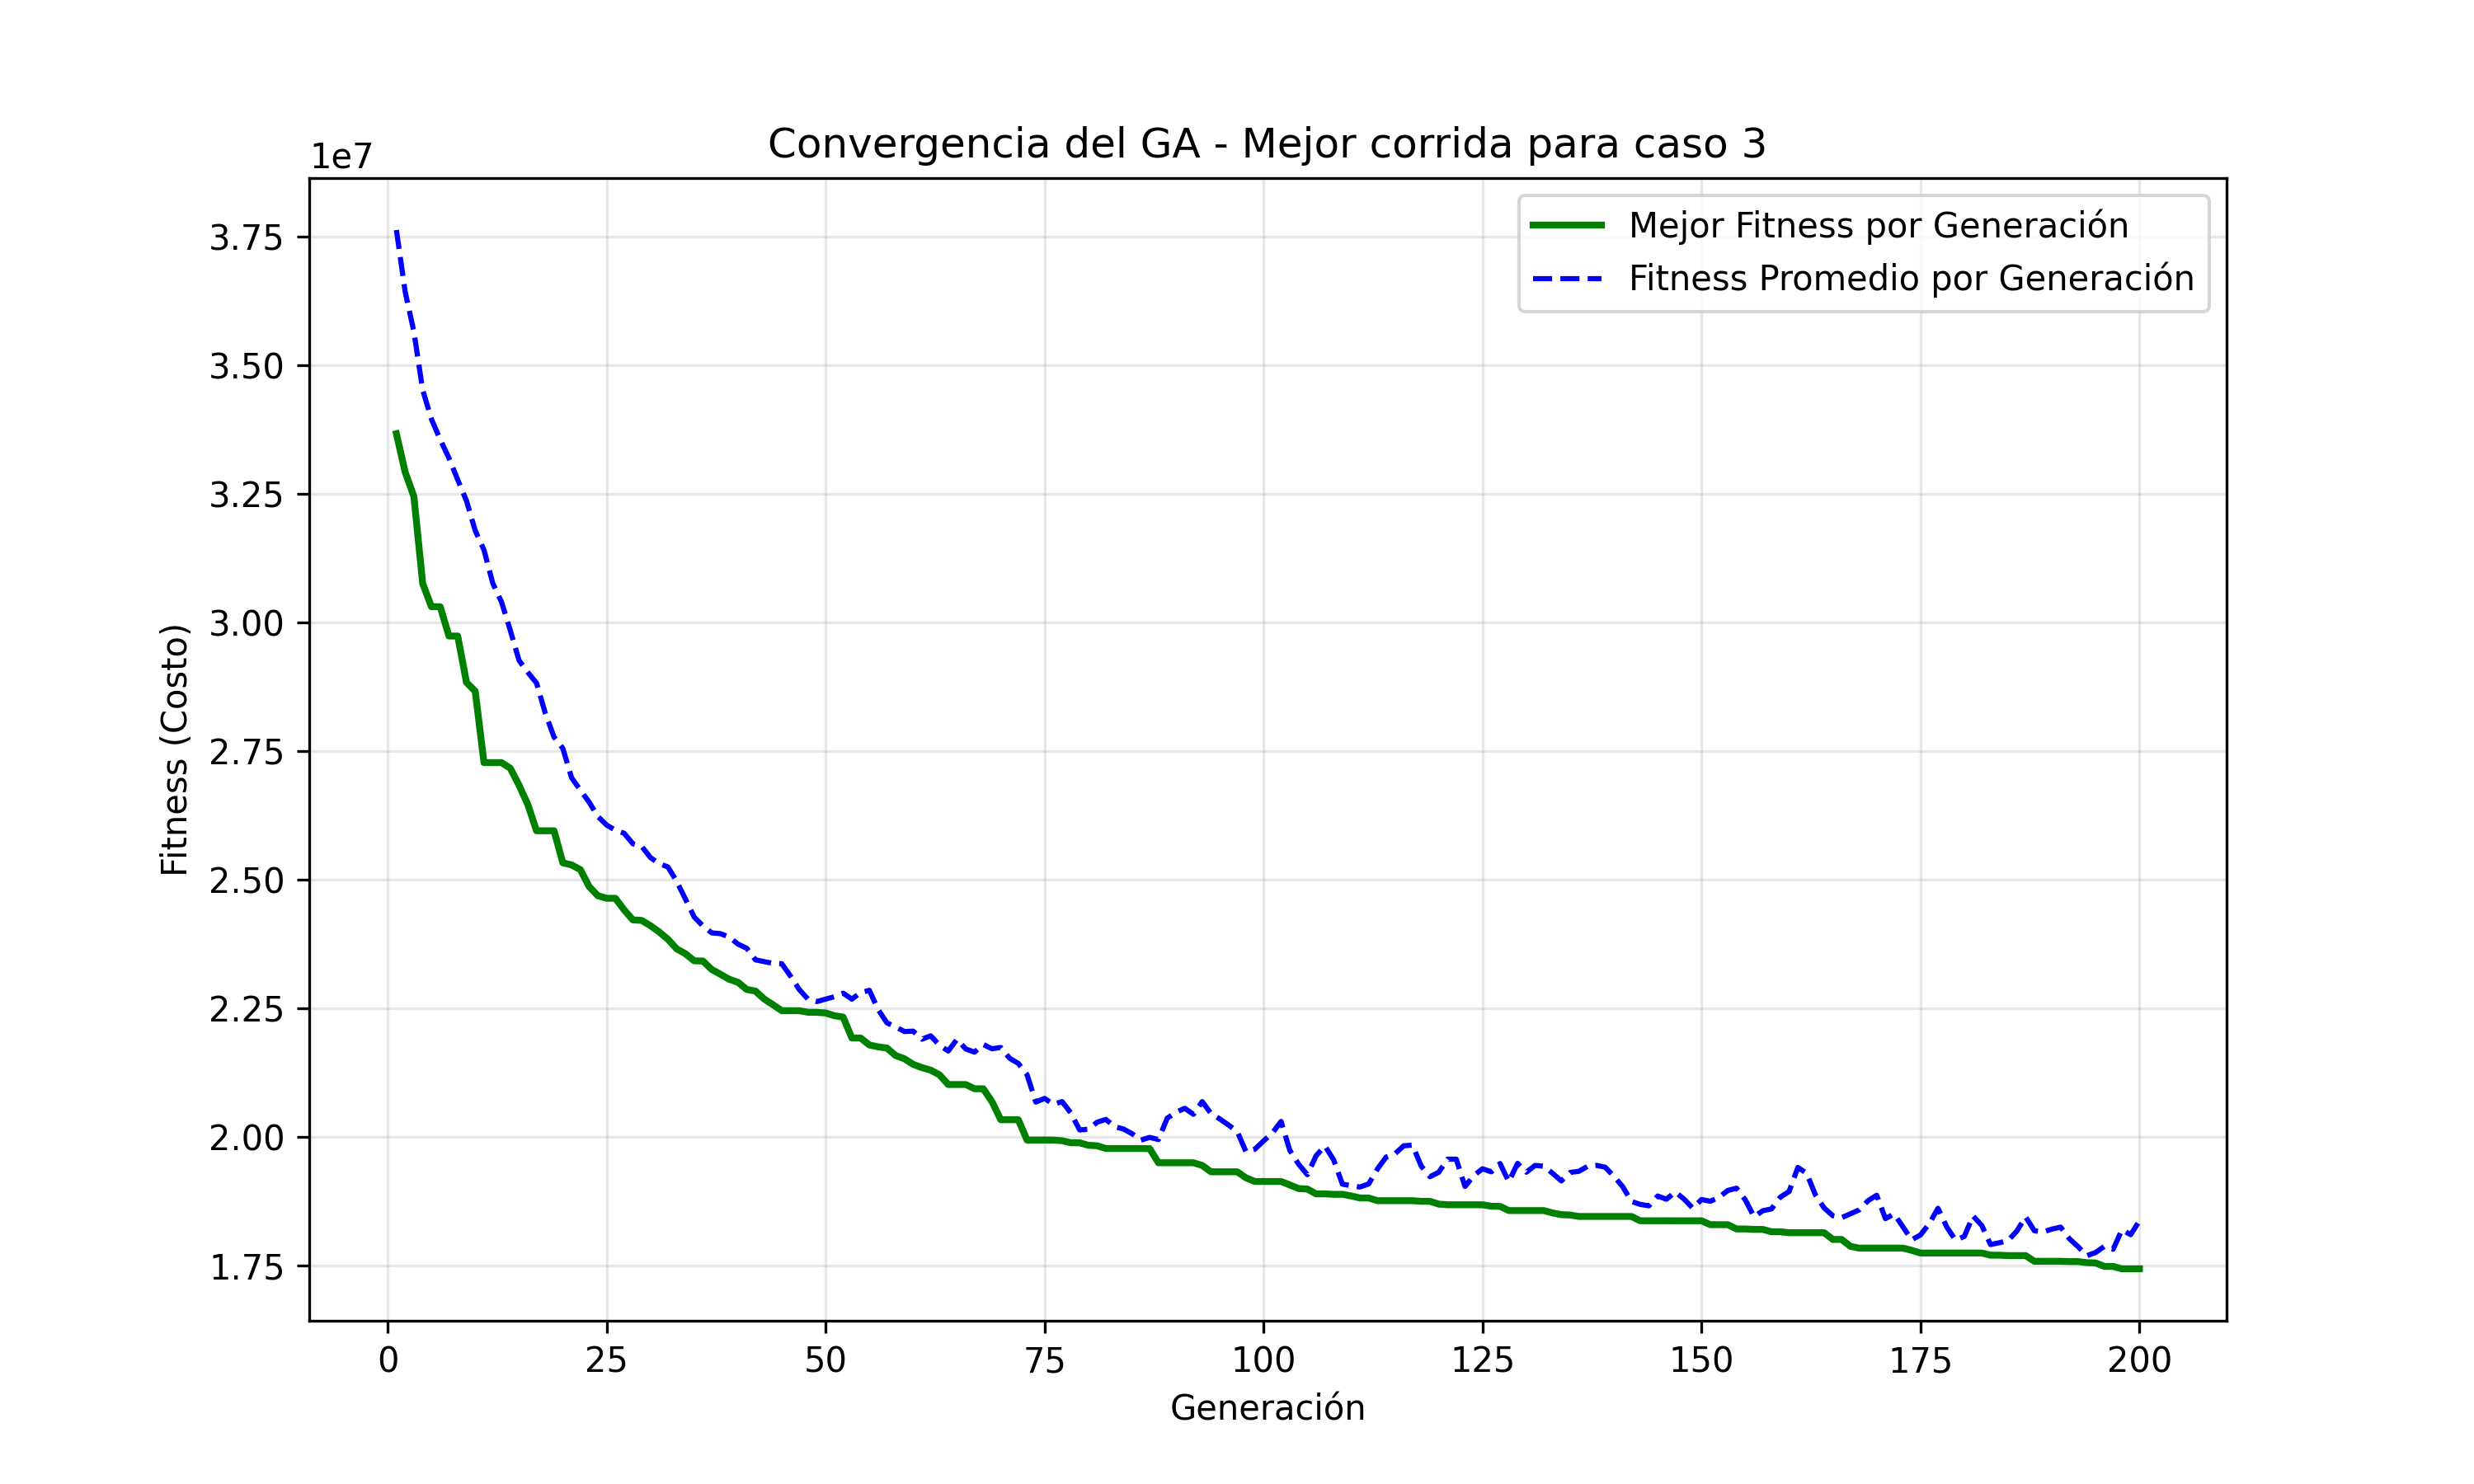 Convergencia del GA - Mejor corrida para caso 3
1e7
Mejor Fitness por Generación
Fitness Promedio por Generación
Fitness (Costo)
3.75
3.50
3.25
3.00
2.75
2.50
2.25
2.00
1.75
0 25 50 75 100 125 150 175 200
Generación